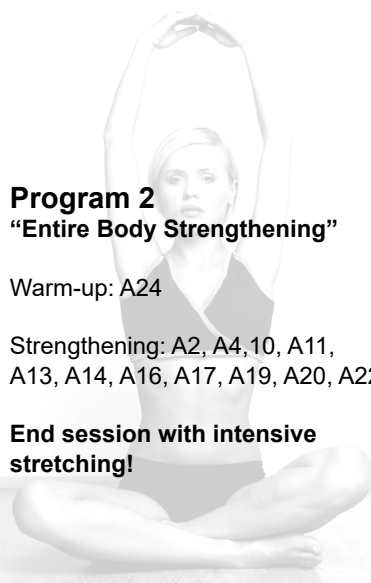 Program 2
“Entire Body Strengthening”
Warm-up: A24
Strengthening: A2, A4,10, A11,
A13, A14, A16, A17, A19, A20, A22
End session with intensive
stretching!